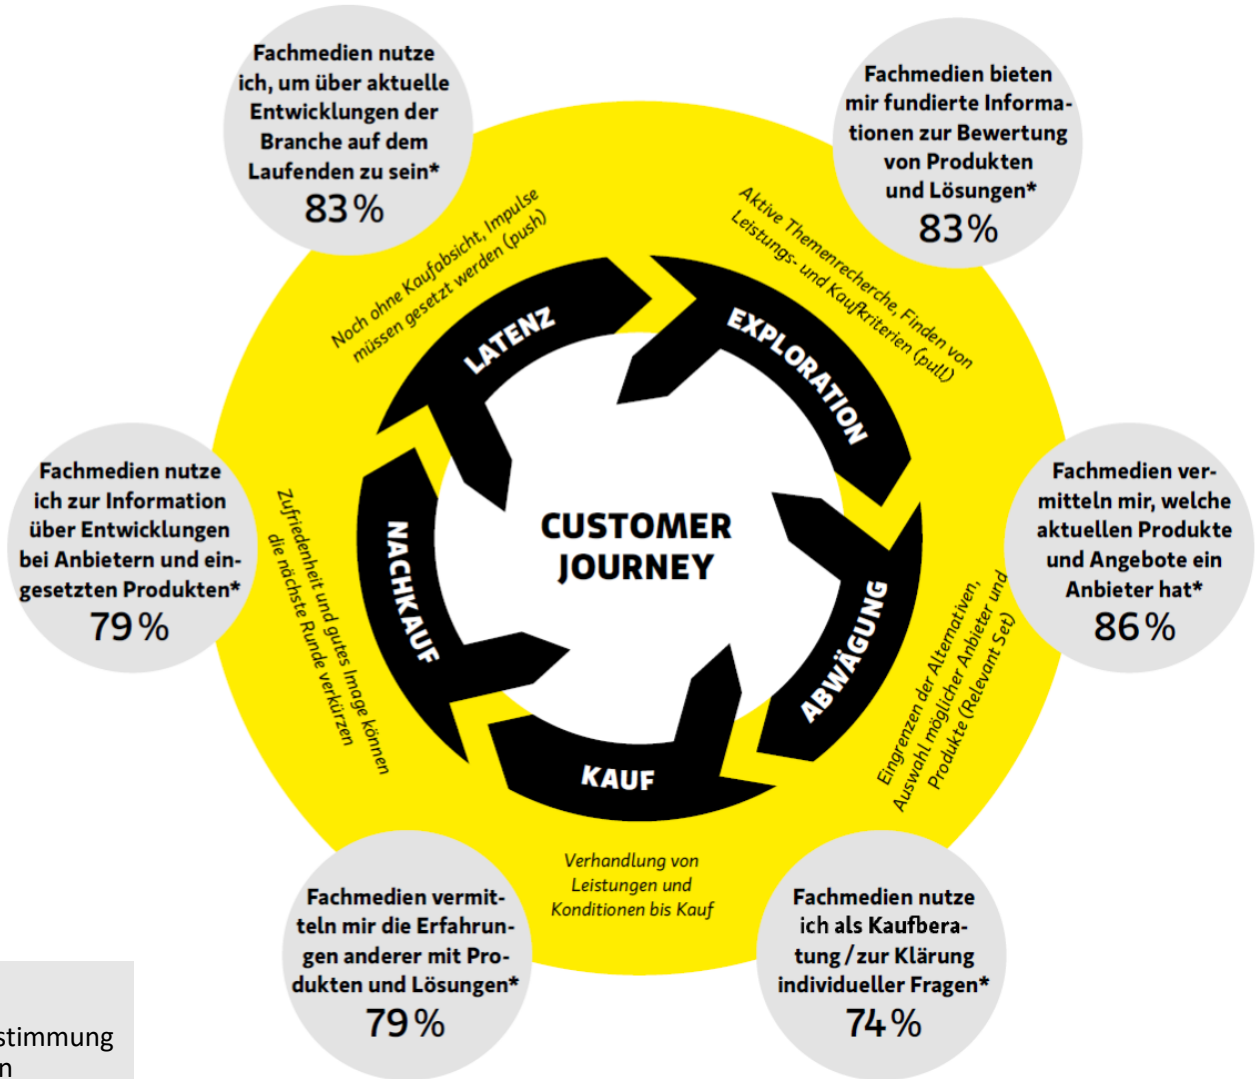 Fachmedien nutze
ich, um über aktuelle
Entwicklungen der
Branche auf dem
Laufenden zu sein*
83 %
Fachmedien bieten
mir fundierte Informa-
tionen zur Bewertung
von Produkten
und Lösungen*
83 %
Noch ohne Kaufabsicht, Impulse
müssen gesetzt werden (push)
Aktive Themenrecherche, Finden von
Leistungs- und Kaufkriterien (pull)
LATENZ
EXPLORATION
Fachmedien nutze
ich zur Information
über Entwicklungen
bei Anbietern und ein-
gesetzten Produkten*
79 %
Zufriedenheit und gutes Image können
die nächste Runde verkürzen
NACHKAUF
CUSTOMER
JOURNEY
ABWÄGUNG
Eingrenzen der Alternativen,
Auswahl möglicher Anbieter und
Produkte (Relevant Set)
Fachmedien ver-
mitteln mir, welche
aktuellen Produkte
und Angebote ein
Anbieter hat*
86 %
KAUF
Verhandlung von
Leistungen und
Konditionen bis Kauf
Fachmedien vermit-
teln mir die Erfahrun-
gen anderer mit Pro-
dukten und Lösungen*
79 %
Fachmedien nutze
ich als Kaufbera-
tung / zur Klärung
individueller Fragen*
74 %
stimmung
n